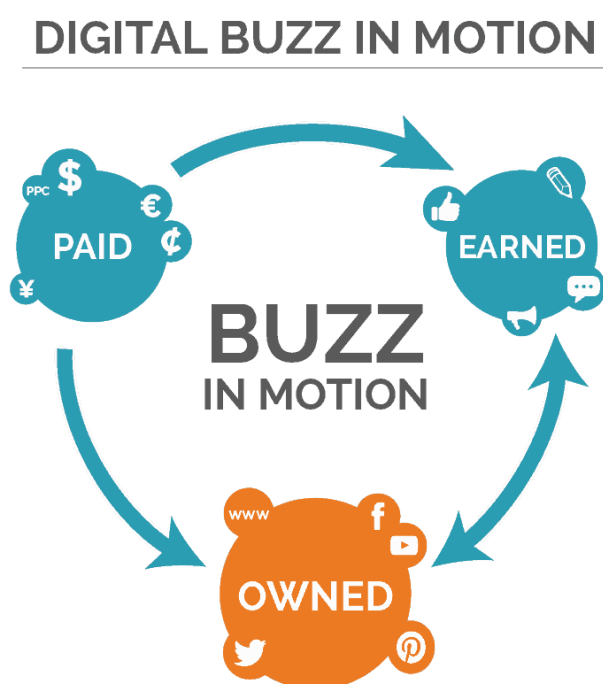 DIGITAL BUZZ IN MOTION
PPC $
€
PAID ¢
¥
EARNED
BUZZ
IN MOTION
www f
OWNED